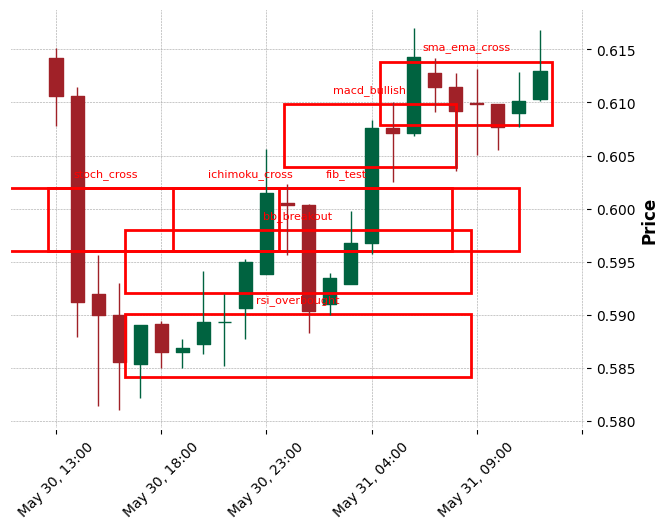 sma_ema_cross
0.615
macd_bullish
0.610
0.605
stoch_cross
ichimoku_cross
fib_test
0.600
Price
0.595
rsi_overbought
0.590
0.585
0.580
May 30, 13:00
May 30, 18:00
May 30, 23:00
May 31, 04:00
May 31, 09:00